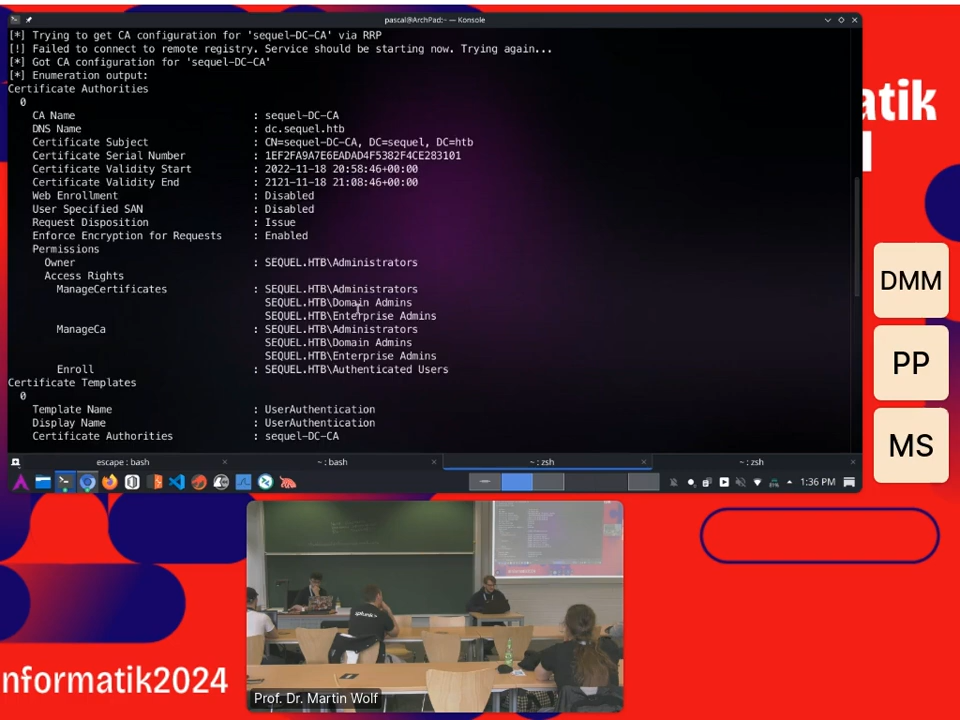 pascal@ArchPad:~ — Konsole
[*] Trying to get CA configuration for 'sequel-DC-CA' via RRP
[!] Failed to connect to remote registry. Service should be starting now. Trying again...
[*] Got CA configuration for 'sequel-DC-CA'
[*] Enumeration output:
Certificate Authorities
0
CA Name : sequel-DC-CA
DNS Name : dc.sequel.htb
Certificate Subject : CN=sequel-DC-CA, DC=sequel, DC=htb
Certificate Serial Number : 1EF2FA9A7E6EADAD4F5382F4CE283101
Certificate Validity Start : 2022-11-18 20:58:46+00:00
Certificate Validity End : 2121-11-18 21:08:46+00:00
Web Enrollment : Disabled
User Specified SAN : Disabled
Request Disposition : Issue
Enforce Encryption for Requests : Enabled
Permissions
Owner : SEQUEL.HTB\Administrators
Access Rights
ManageCertificates : SEQUEL.HTB\Administrators
SEQUEL.HTB\Domain Admins
SEQUEL.HTB\Enterprise Admins
ManageCa : SEQUEL.HTB\Administrators
SEQUEL.HTB\Domain Admins
SEQUEL.HTB\Enterprise Admins
Enroll : SEQUEL.HTB\Authenticated Users
Certificate Templates
0
Template Name : UserAuthentication
Display Name : UserAuthentication
Certificate Authorities : sequel-DC-CA
escape : bash
~ : bash
~ : zsh
~ : zsh
1:36 PM
atik
DMM
PP
MS
splunk>
Prof. Dr. Martin Wolf
nformatik2024